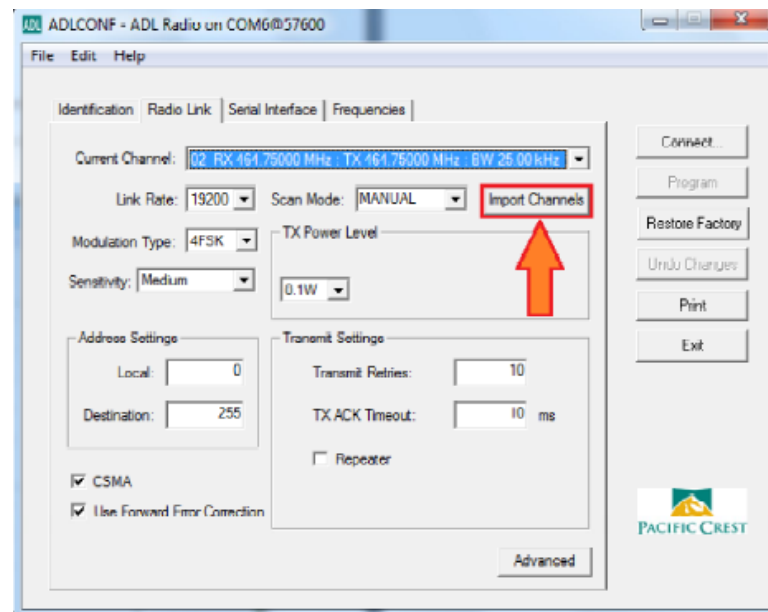 ADLCONF - ADL Radio on COM6@57600
File Edit Help
Identification Radio Link Serial Interface Frequencies
Current Channel: 02 RX 464.75000 MHz : TX 464.75000 MHz : BW 25.00 kHz
Link Rate: 19200 Scan Mode: MANUAL Import Channels
Modulation Type: 4FSK
TX Power Level
Sensitivity: Medium
0.1W
Address Settings
Local: 0
Destination: 255
Transmit Settings
Transmit Retries: 10
TX ACK Timeout: 10 ms
Repeater
CSMA
Use Forward Error Correction
Advanced
Connect...
Program
Restore Factory
Undo Changes
Print
Exit
PACIFIC CREST